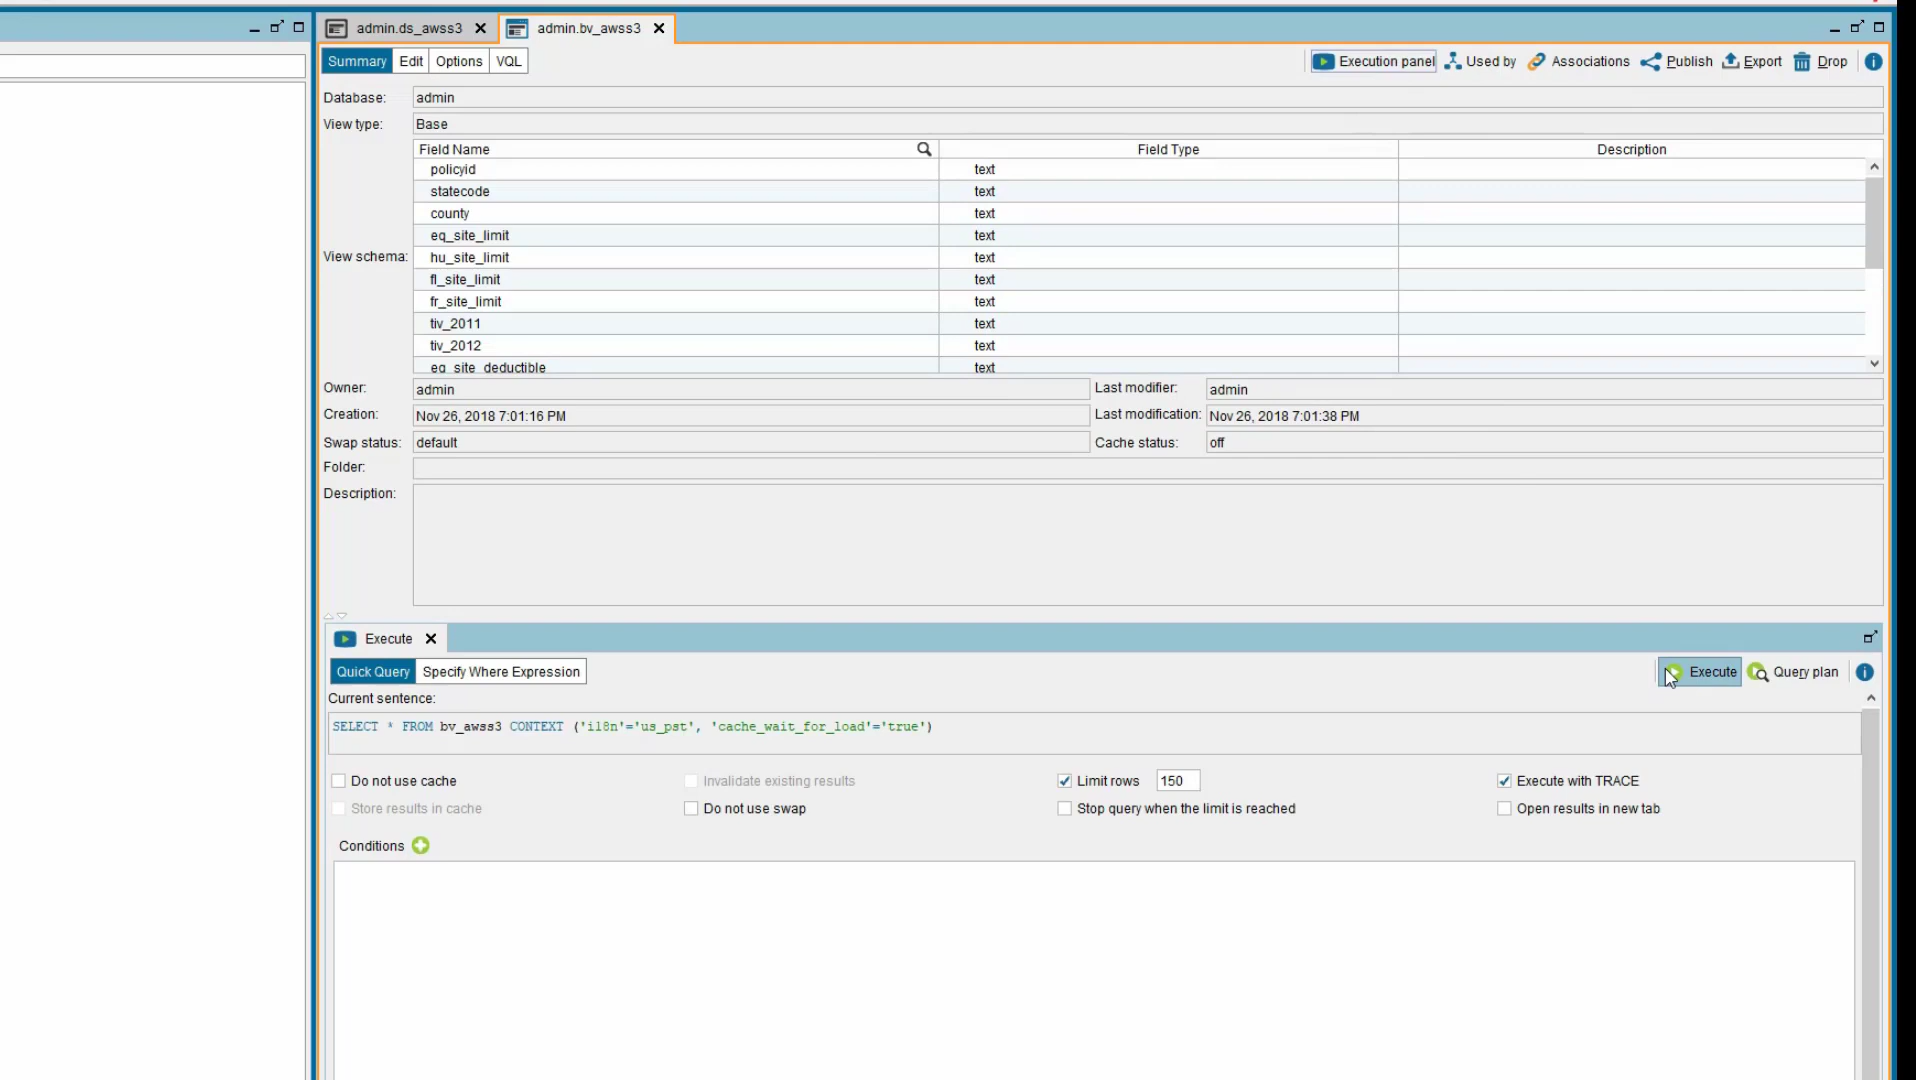 admin.ds_awss3 admin.bv_awss3
Summary Edit Options VQL Execution panel Used by Associations Publish Export Drop
Database: admin
View type: Base
Field Name Field Type Description
policyid text
statecode text
county text
eq_site_limit text
View schema: hu_site_limit text
fl_site_limit text
fr_site_limit text
tiv_2011 text
tiv_2012 text
eq_site_deductible text
Owner: admin Last modifier: admin
Creation: Nov 26, 2018 7:01:16 PM Last modification: Nov 26, 2018 7:01:38 PM
Swap status: default Cache status: off
Folder:
Description:
Execute
Quick Query Specify Where Expression Execute Query plan
Current sentence:
SELECT * FROM bv_awss3 CONTEXT ('i18n'='us_pst', 'cache_wait_for_load'='true')
Do not use cache Invalidate existing results Limit rows 150 Execute with TRACE
Store results in cache Do not use swap Stop query when the limit is reached Open results in new tab
Conditions